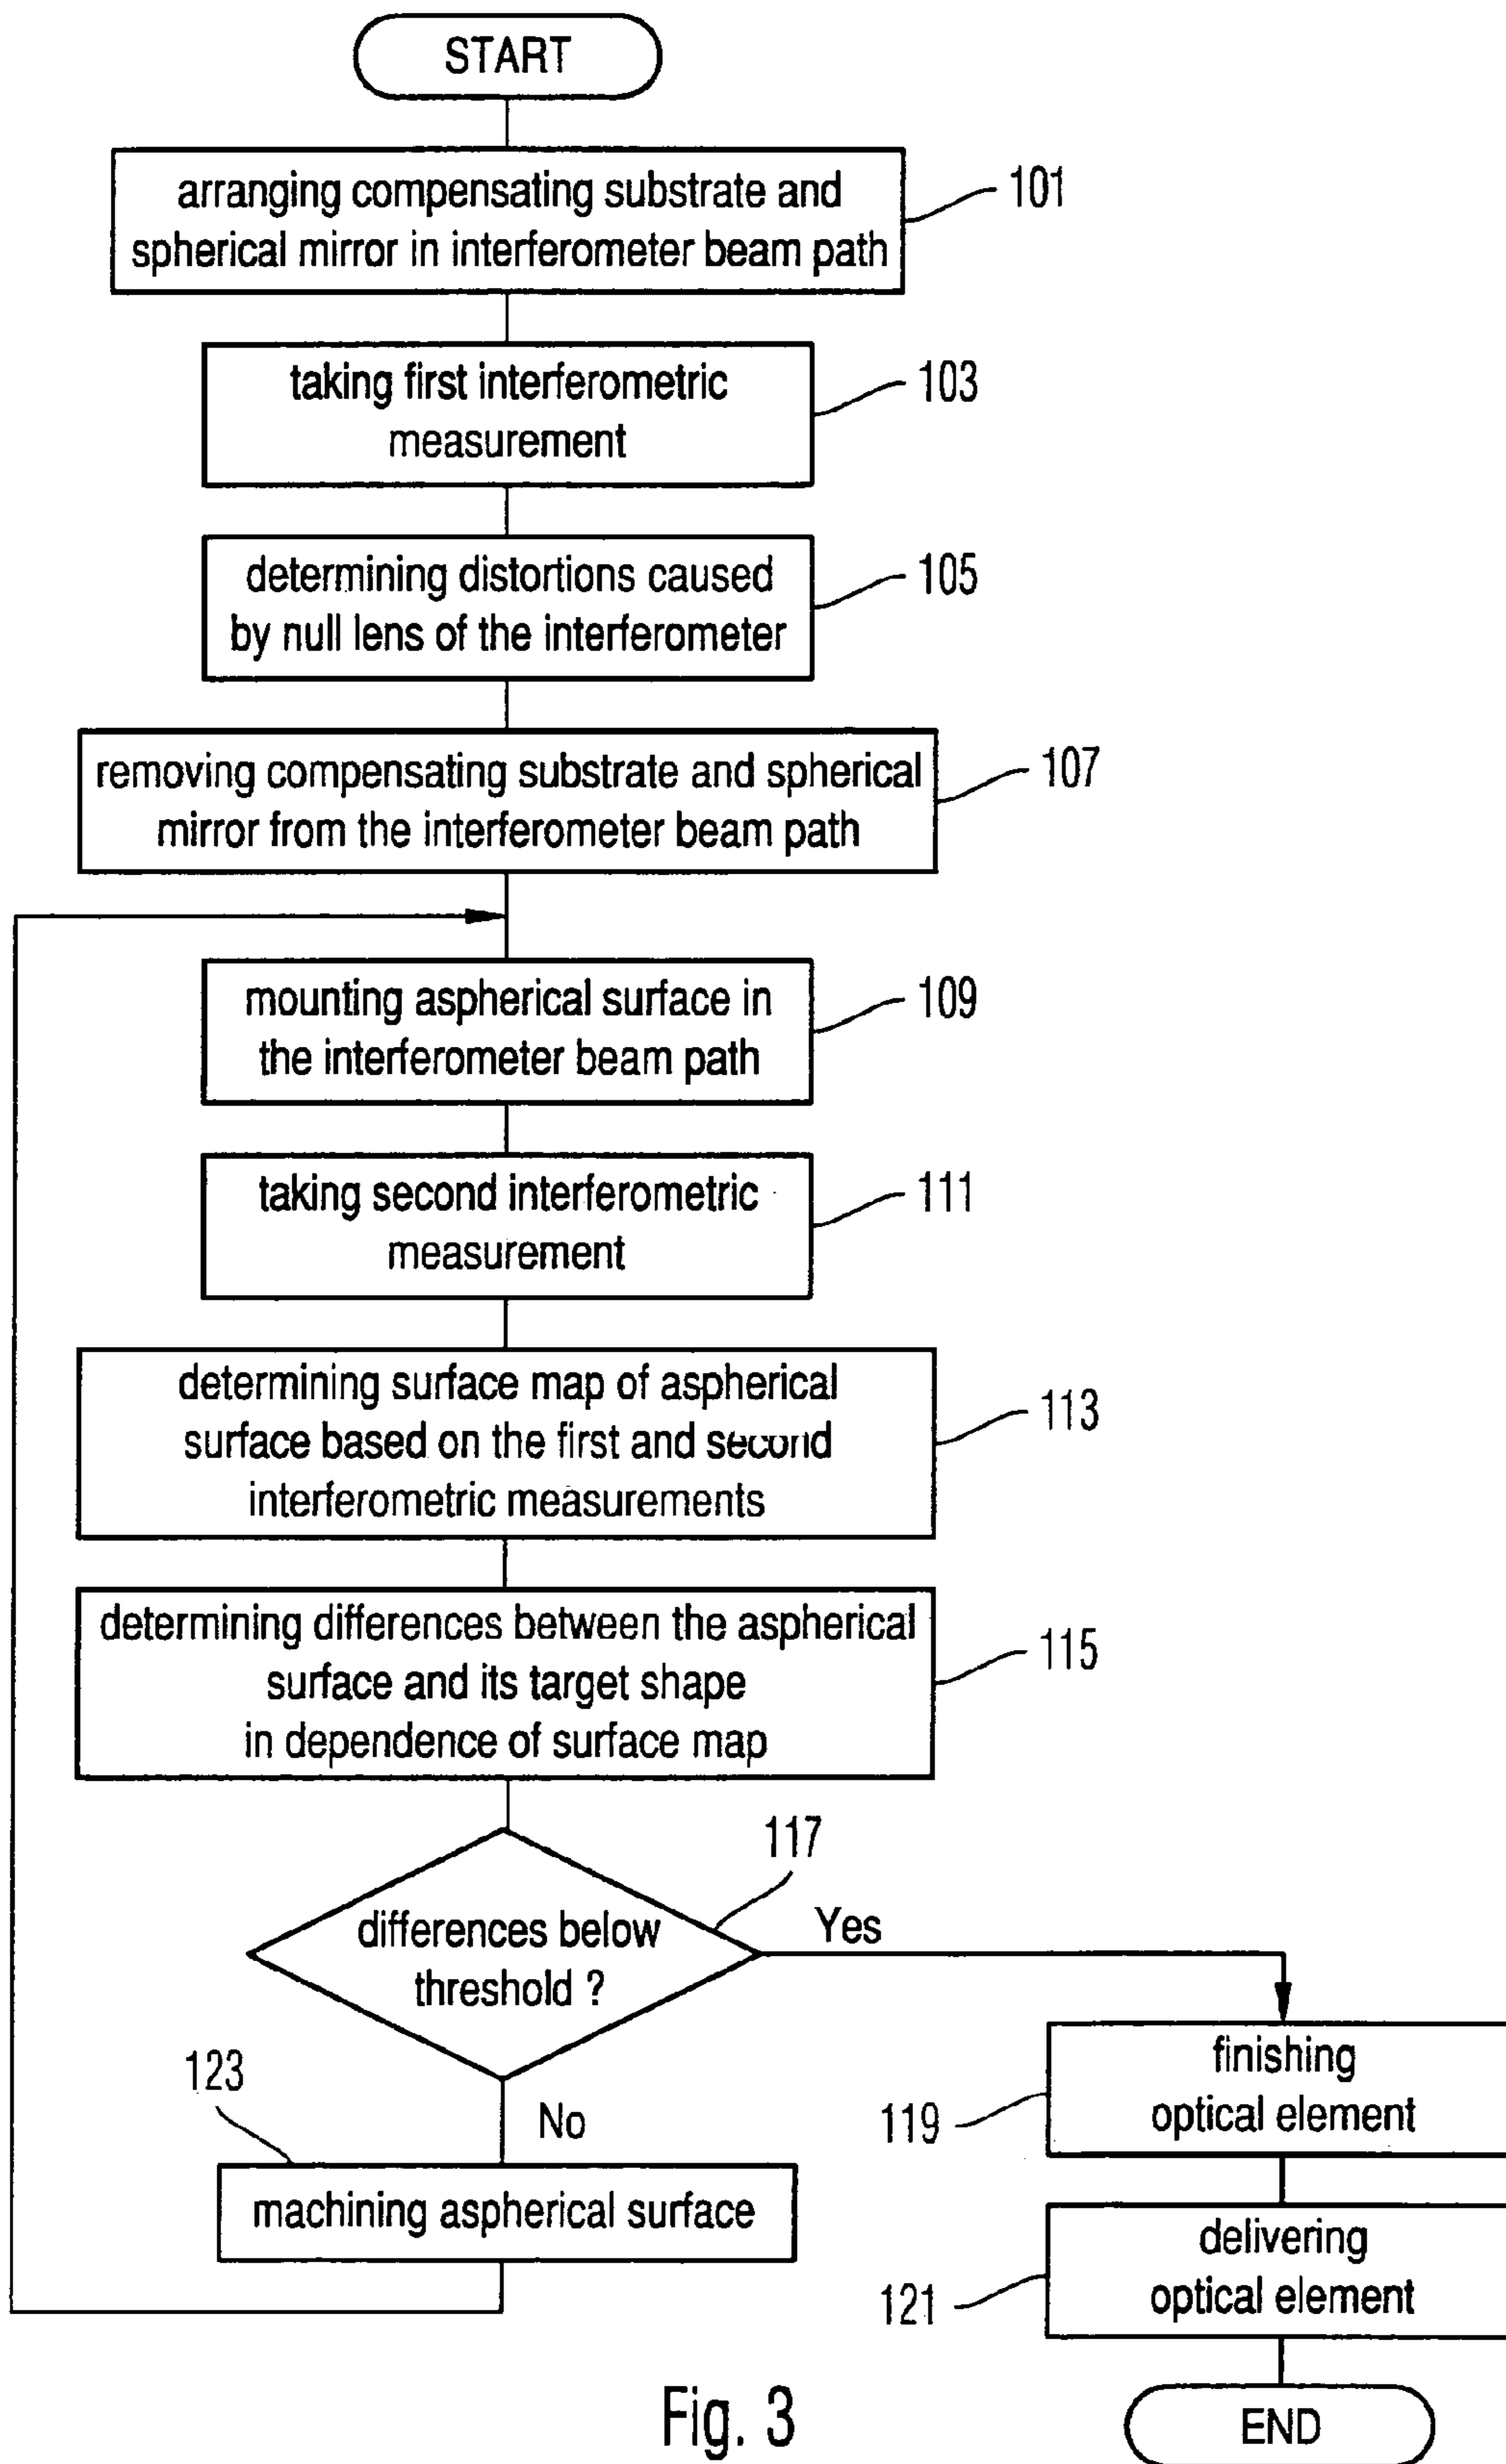 START
arranging compensating substrate and
spherical mirror in interferometer beam path
101
taking first interferometric
measurement
103
determining distortions caused
by null lens of the interferometer
105
removing compensating substrate and spherical
mirror from the interferometer beam path
107
mounting aspherical surface in
the interferometer beam path
109
taking second interferometric
measurement
111
determining surface map of aspherical
surface based on the first and second
interferometric measurements
113
determining differences between the aspherical
surface and its target shape
in dependence of surface map
115
117
differences below
threshold ?
Yes
No
123
machining aspherical surface
finishing
optical element
119
delivering
optical element
121
END
Fig. 3